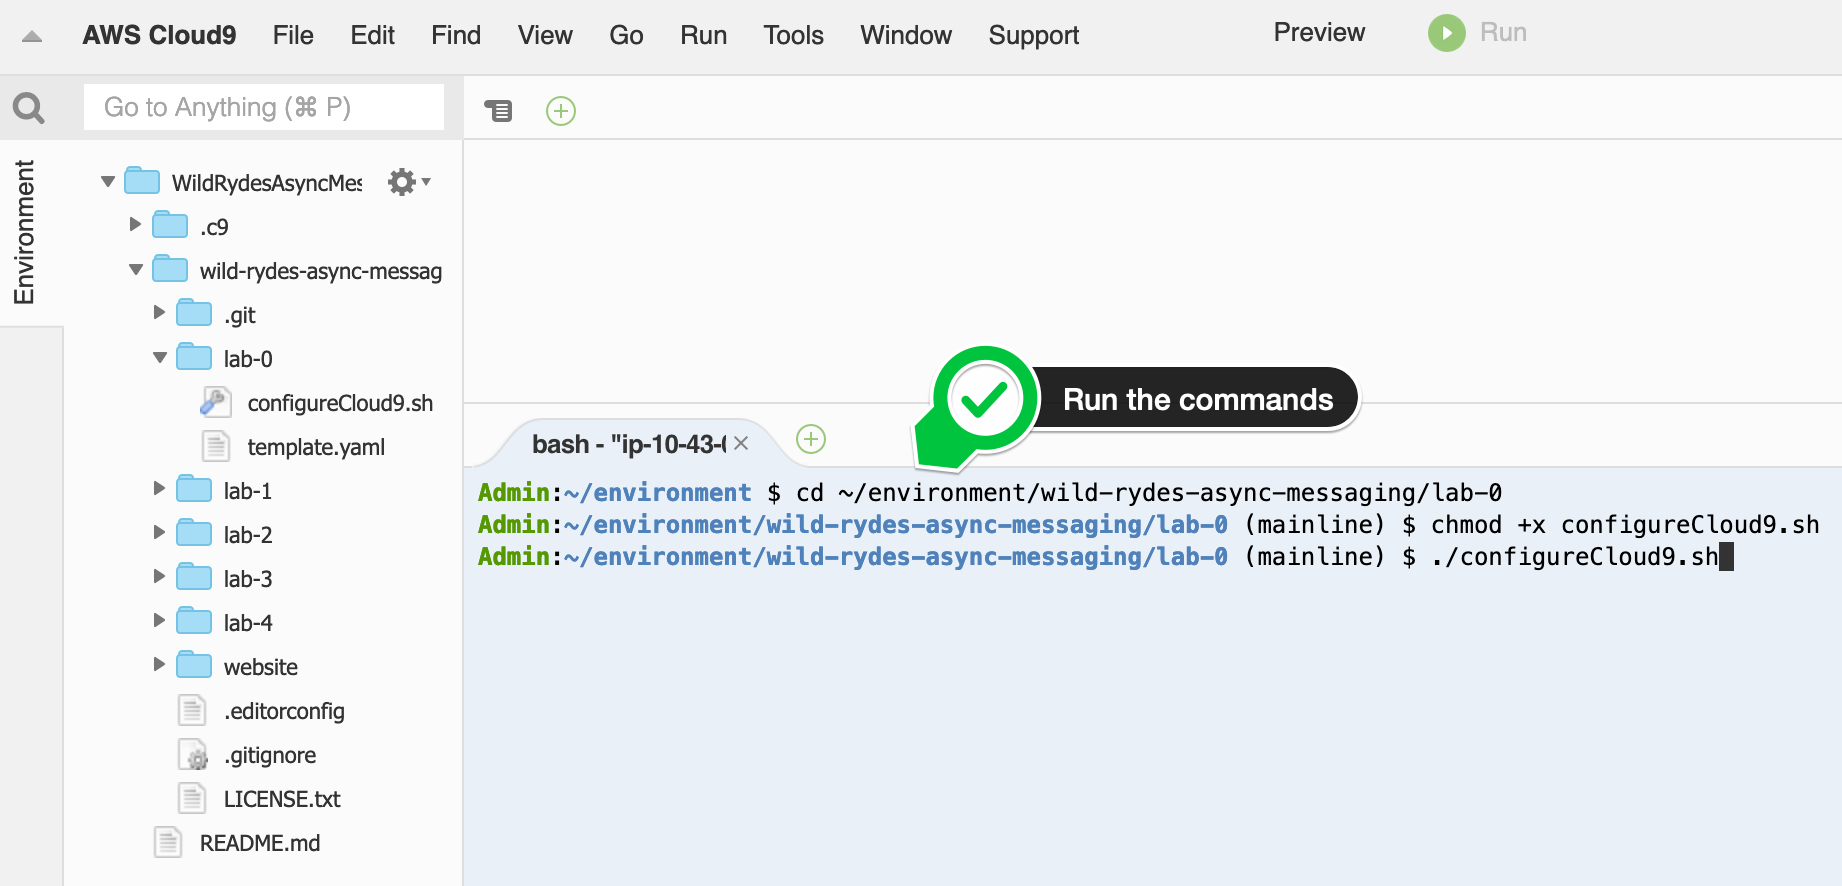 AWS Cloud9 File Edit Find View Go Run Tools Window Support Preview Run
Go to Anything (⌘ P)
Environment
WildRydesAsyncMes
.c9
wild-rydes-async-messag
.git
lab-0
configureCloud9.sh
template.yaml
lab-1
lab-2
lab-3
lab-4
website
.editorconfig
.gitignore
LICENSE.txt
README.md
Run the commands
bash - "ip-10-43-
Admin:~/environment $ cd ~/environment/wild-rydes-async-messaging/lab-0
Admin:~/environment/wild-rydes-async-messaging/lab-0 (mainline) $ chmod +x configureCloud9.sh
Admin:~/environment/wild-rydes-async-messaging/lab-0 (mainline) $ ./configureCloud9.sh